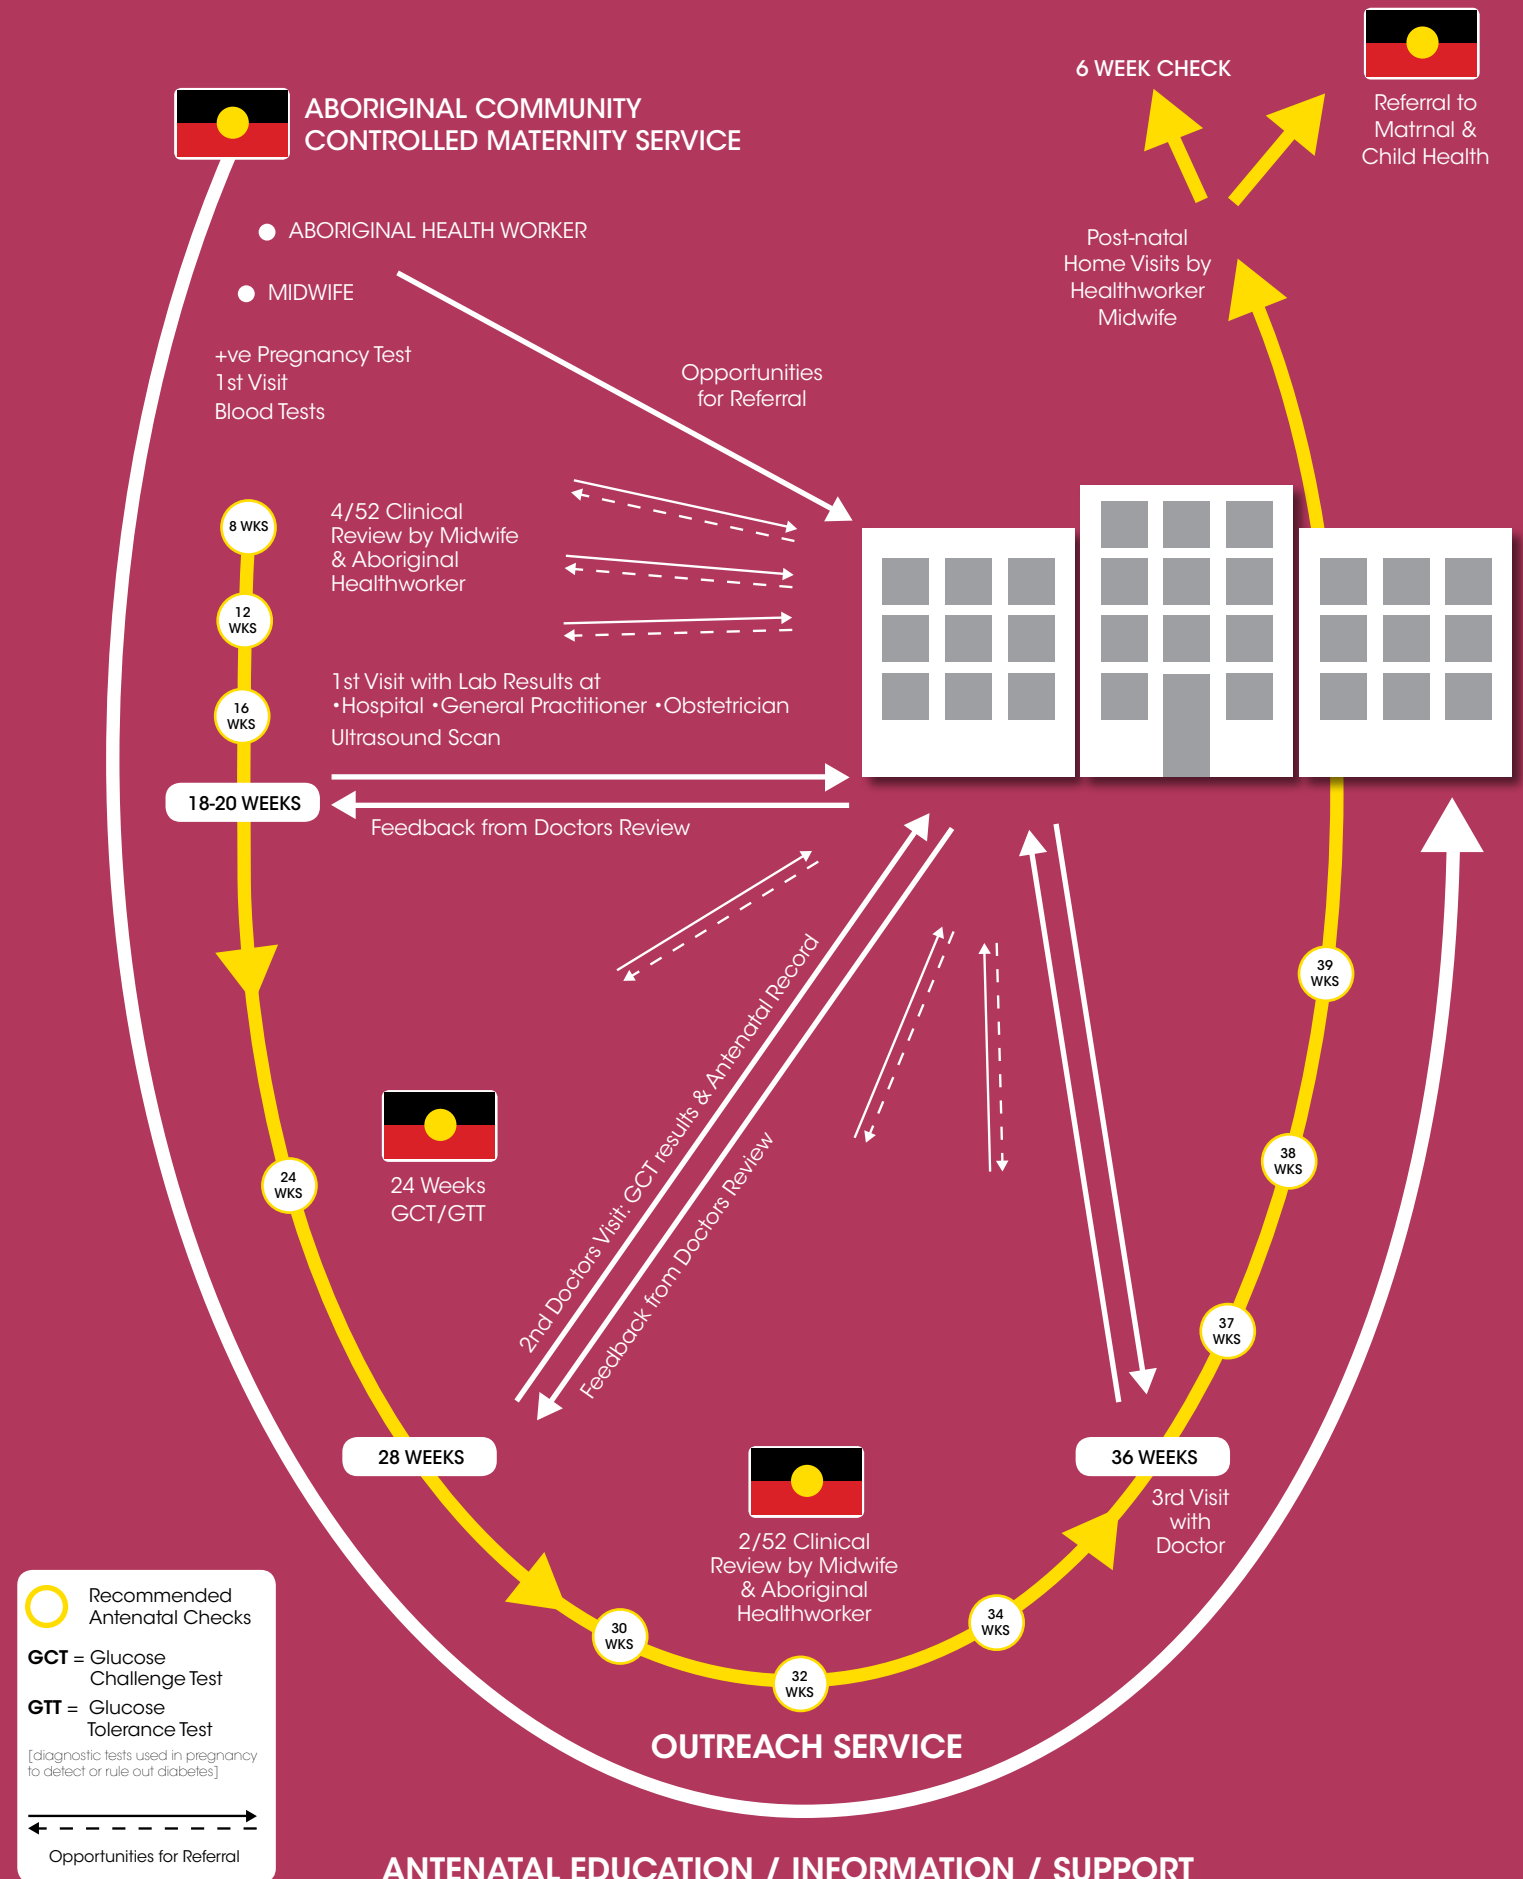 6 WEEK CHECK
Referral to
Matrnal &
Child Health
ABORIGINAL COMMUNITY
CONTROLLED MATERNITY SERVICE
ABORIGINAL HEALTH WORKER
MIDWIFE
+ve Pregnancy Test
1st Visit
Blood Tests
Post-natal
Home Visits by
Healthworker
Midwife
Opportunities
for Referral
8 WKS
4/52 Clinical
Review by Midwife
& Aboriginal
Healthworker
12
WKS
16
WKS
1st Visit with Lab Results at
•Hospital •General Practitioner •Obstetrician
Ultrasound Scan
18-20 WEEKS
Feedback from Doctors Review
2nd Doctors Visit: GCT results & Antenatal Record
Feedback from Doctors Review
24
WKS
24 Weeks
GCT/GTT
28 WEEKS
30
WKS
32
WKS
34
WKS
2/52 Clinical
Review by Midwife
& Aboriginal
Healthworker
36 WEEKS
3rd Visit
with
Doctor
37
WKS
38
WKS
39
WKS
OUTREACH SERVICE
Recommended
Antenatal Checks
GCT = Glucose
Challenge Test
GTT = Glucose
Tolerance Test
[diagnostic tests used in pregnancy
to detect or rule out diabetes]
Opportunities for Referral
ANTENATAL EDUCATION / INFORMATION / SUPPORT